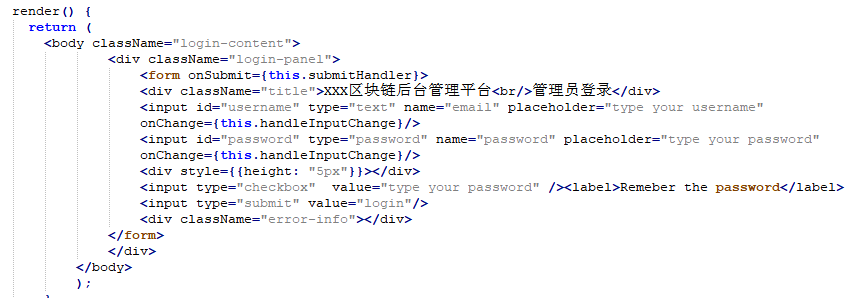 render() {
return (
<body className="login-content">
<div className="login-panel">
<form onSubmit={this.submitHandler}>
<div className="title">XXX区块链后台管理平台<br/>管理员登录</div>
<input id="username" type="text" name="email" placeholder="type your username"
onChange={this.handleInputChange}/>
<input id="password" type="password" name="password" placeholder="type your password"
onChange={this.handleInputChange}/>
<div style={{height: "5px"}}></div>
<input type="checkbox"  value="type your password" /><label>Remeber the password</label>
<input type="submit" value="login"/>
<div className="error-info"></div>
</form>
</div>
</body>
);